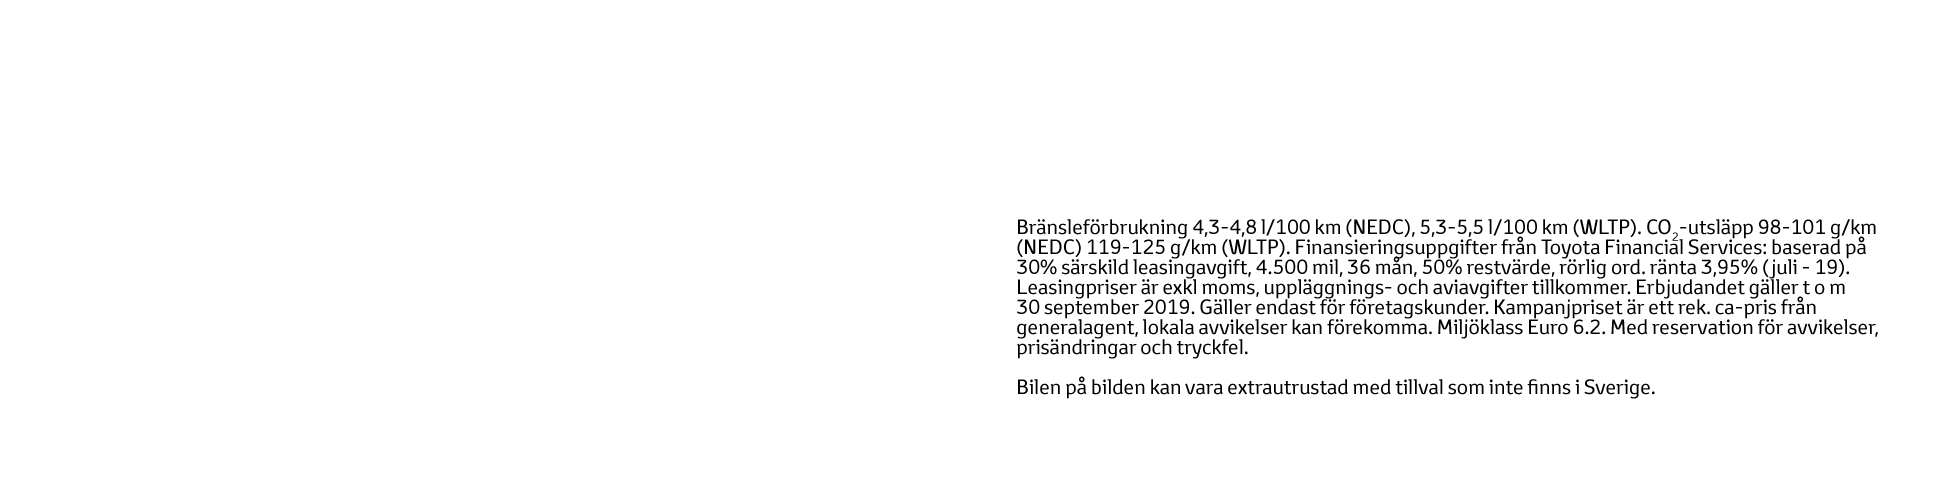 Bränsleförbrukning 4,3-4,8 l/100 km (NEDC), 5,3-5,5 l/100 km (WLTP). CO₂-utsläpp 98-101 g/km
(NEDC) 119-125 g/km (WLTP). Finansieringsuppgifter från Toyota Financial Services: baserad på
30% särskild leasingavgift, 4.500 mil, 36 mån, 50% restvärde, rörlig ord. ränta 3,95% (juli - 19).
Leasingpriser är exkl moms, uppläggnings- och aviavgifter tillkommer. Erbjudandet gäller t o m
30 september 2019. Gäller endast för företagskunder. Kampanjpriset är ett rek. ca-pris från
generalagent, lokala avvikelser kan förekomma. Miljöklass Euro 6.2. Med reservation för avvikelser,
prisändringar och tryckfel.
Bilen på bilden kan vara extrautrustad med tillval som inte finns i Sverige.